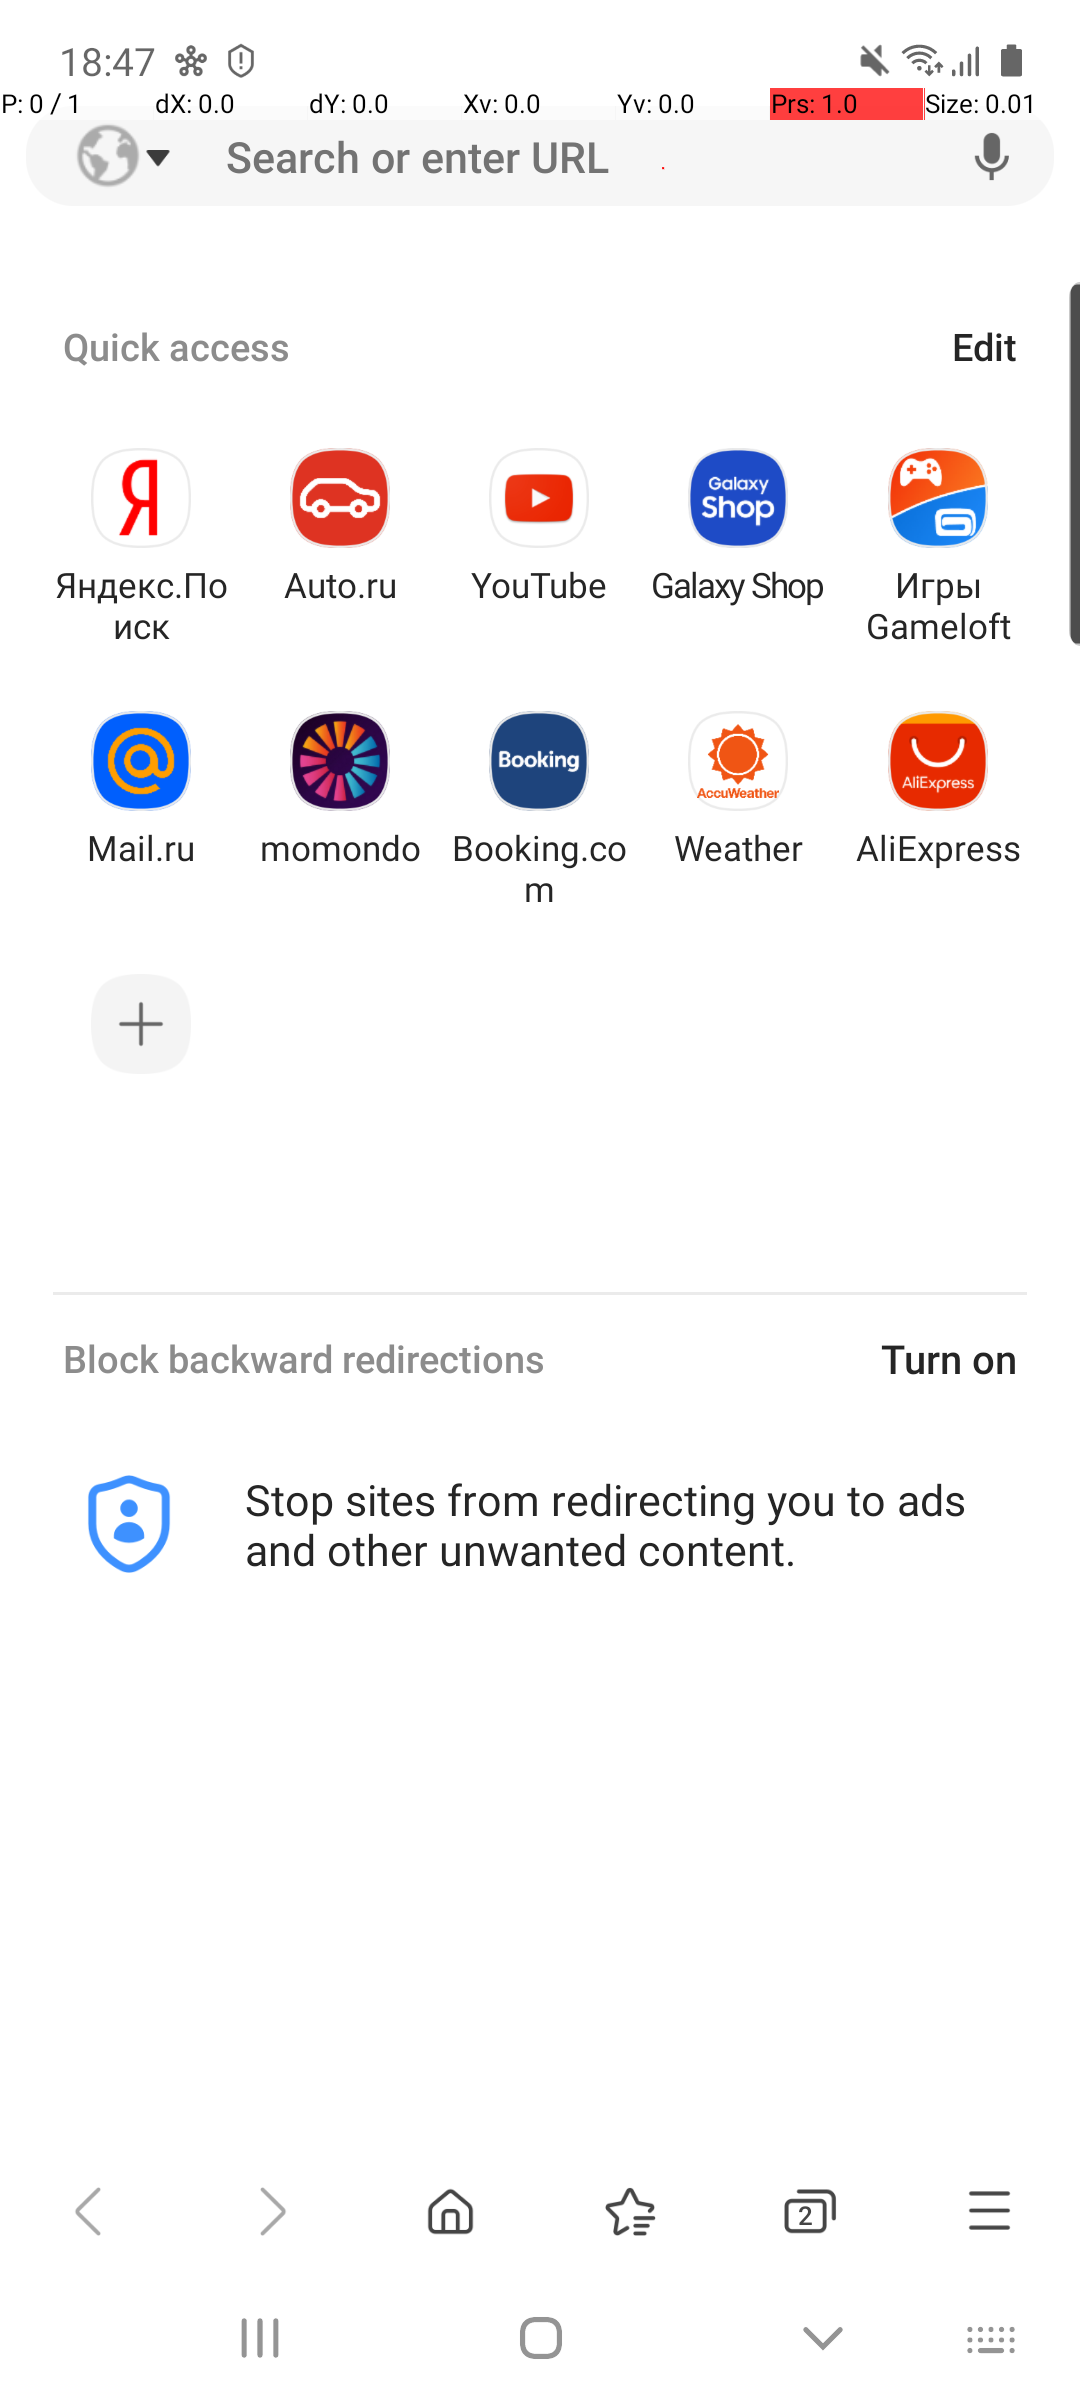 18:47
P: 0 / 1 dX: 0.0 dY: 0.0 Xv: 0.0 Yv: 0.0 Prs: 1.0 Size: 0.01
Search or enter URL
Quick access Edit
Я
Galaxy
Shop
Яндекс.По
иск
Auto.ru
YouTube
Galaxy Shop
Игры
Gameloft
Booking
AccuWeather
AliExpress
Mail.ru
momondo
Booking.co
m
Weather
AliExpress
Block backward redirections Turn on
Stop sites from redirecting you to ads
and other unwanted content.
2